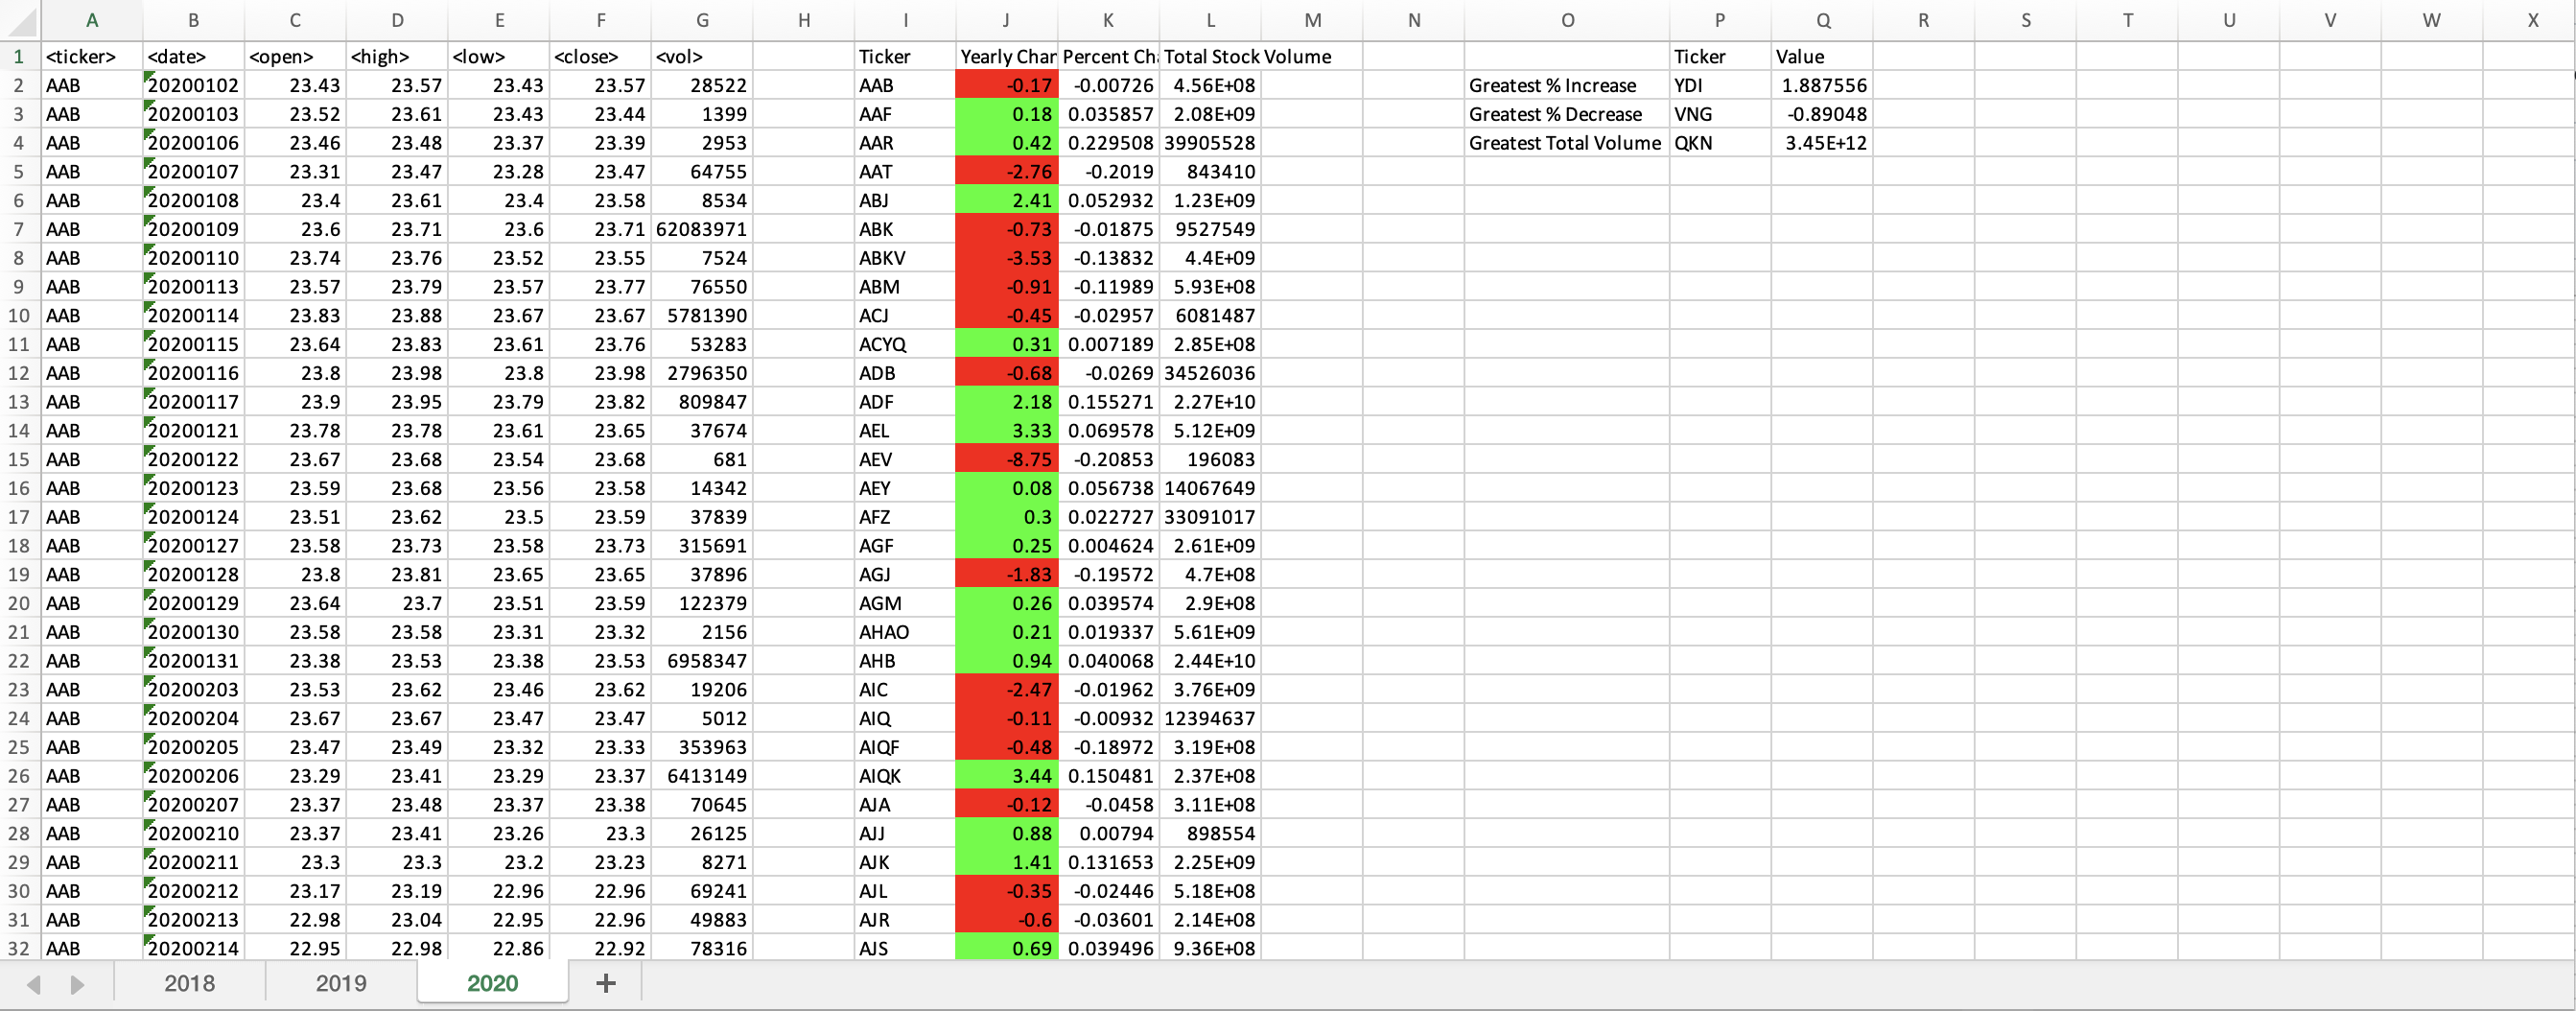 A B C D E F G H I J K L M N O P Q R S T U V W X
1 <ticker> <date> <open> <high> <low> <close> <vol> Ticker Yearly Char Percent Cha Total Stock Volume Ticker Value
2 AAB 20200102 23.43 23.57 23.43 23.57 28522 AAB -0.17 -0.00726 4.56E+08 Greatest % Increase YDI 1.887556
3 AAB 20200103 23.52 23.61 23.43 23.44 1399 AAF 0.18 0.035857 2.08E+09 Greatest % Decrease VNG -0.89048
4 AAB 20200106 23.46 23.48 23.37 23.39 2953 AAR 0.42 0.229508 39905528 Greatest Total Volume QKN 3.45E+12
5 AAB 20200107 23.31 23.47 23.28 23.47 64755 AAT -2.76 -0.2019 843410
6 AAB 20200108 23.4 23.61 23.4 23.58 8534 ABJ 2.41 0.052932 1.23E+09
7 AAB 20200109 23.6 23.71 23.6 23.71 62083971 ABK -0.73 -0.01875 9527549
8 AAB 20200110 23.74 23.76 23.52 23.55 7524 ABKV -3.53 -0.13832 4.4E+09
9 AAB 20200113 23.57 23.79 23.57 23.77 76550 ABM -0.91 -0.11989 5.93E+08
10 AAB 20200114 23.83 23.88 23.67 23.67 5781390 ACJ -0.45 -0.02957 6081487
11 AAB 20200115 23.64 23.83 23.61 23.76 53283 ACYQ 0.31 0.007189 2.85E+08
12 AAB 20200116 23.8 23.98 23.8 23.98 2796350 ADB -0.68 -0.0269 34526036
13 AAB 20200117 23.9 23.95 23.79 23.82 809847 ADF 2.18 0.155271 2.27E+10
14 AAB 20200121 23.78 23.78 23.61 23.65 37674 AEL 3.33 0.069578 5.12E+09
15 AAB 20200122 23.67 23.68 23.54 23.68 681 AEV -8.75 -0.20853 196083
16 AAB 20200123 23.59 23.68 23.56 23.58 14342 AEY 0.08 0.056738 14067649
17 AAB 20200124 23.51 23.62 23.5 23.59 37839 AFZ 0.3 0.022727 33091017
18 AAB 20200127 23.58 23.73 23.58 23.73 315691 AGF 0.25 0.004624 2.61E+09
19 AAB 20200128 23.8 23.81 23.65 23.65 37896 AGJ -1.83 -0.19572 4.7E+08
20 AAB 20200129 23.64 23.7 23.51 23.59 122379 AGM 0.26 0.039574 2.9E+08
21 AAB 20200130 23.58 23.58 23.31 23.32 2156 AHAO 0.21 0.019337 5.61E+09
22 AAB 20200131 23.38 23.53 23.38 23.53 6958347 AHB 0.94 0.040068 2.44E+10
23 AAB 20200203 23.53 23.62 23.46 23.62 19206 AIC -2.47 -0.01962 3.76E+09
24 AAB 20200204 23.67 23.67 23.47 23.47 5012 AIQ -0.11 -0.00932 12394637
25 AAB 20200205 23.47 23.49 23.32 23.33 353963 AIQF -0.48 -0.18972 3.19E+08
26 AAB 20200206 23.29 23.41 23.29 23.37 6413149 AIQK 3.44 0.150481 2.37E+08
27 AAB 20200207 23.37 23.48 23.37 23.38 70645 AJA -0.12 -0.0458 3.11E+08
28 AAB 20200210 23.37 23.41 23.26 23.3 26125 AJJ 0.88 0.00794 898554
29 AAB 20200211 23.3 23.3 23.2 23.23 8271 AJK 1.41 0.131653 2.25E+09
30 AAB 20200212 23.17 23.19 22.96 22.96 69241 AJL -0.35 -0.02446 5.18E+08
31 AAB 20200213 22.98 23.04 22.95 22.96 49883 AJR -0.6 -0.03601 2.14E+08
32 AAB 20200214 22.95 22.98 22.86 22.92 78316 AJS 0.69 0.039496 9.36E+08
2018 2019 2020 +